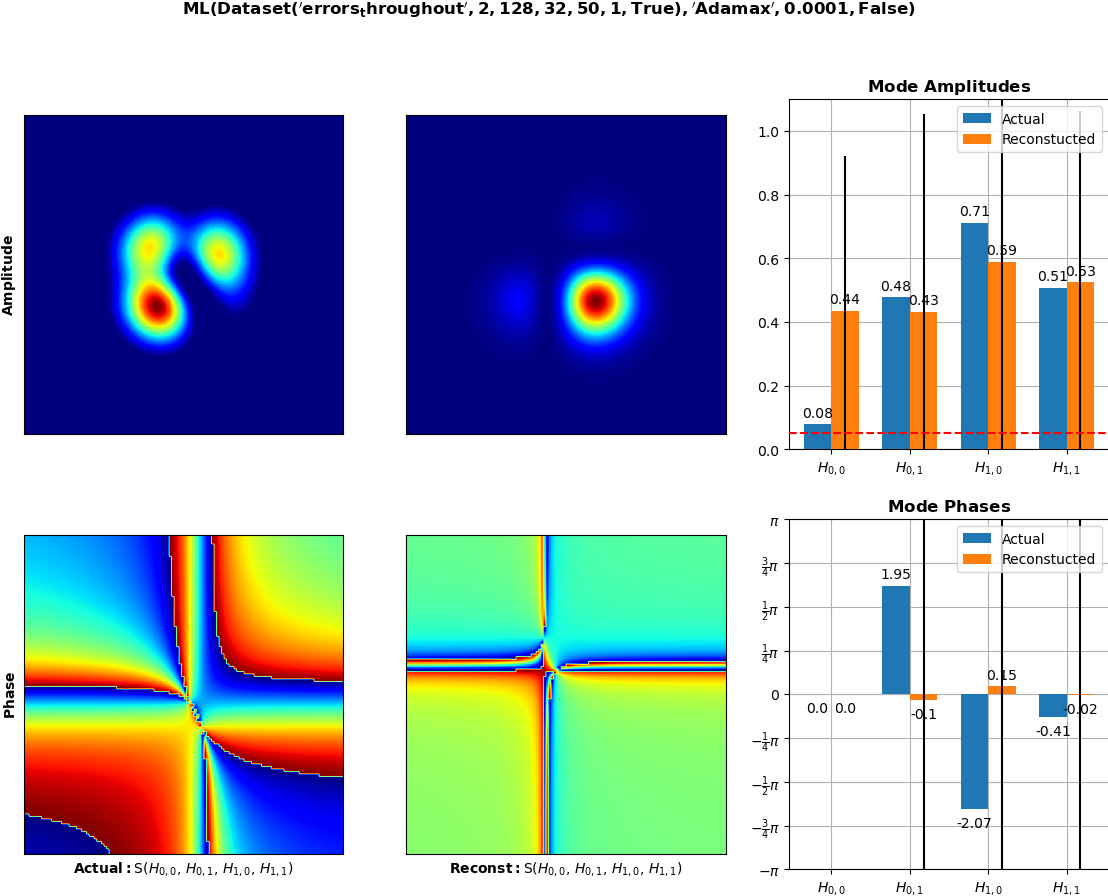 ML(Dataset('errors_throughout', 2, 128, 32, 50, 1, True), 'Adamax', 0.0001, False)
Amplitude
Mode Amplitudes
Actual
Reconstucted
1.0
0.8
0.6
0.4
0.2
0.0
0.08
0.44
0.48
0.43
0.71
0.59
0.51
0.53
H0,0
H0,1
H1,0
H1,1
Phase
Actual: S(H0,0, H0,1, H1,0, H1,1)
Reconst: S(H0,0, H0,1, H1,0, H1,1)
Mode Phases
Actual
Reconstucted
π
3/4π
1/2π
1/4π
0
−1/4π
−1/2π
−3/4π
−π
0.0
0.0
1.95
-0.1
-2.07
0.15
-0.41
-0.02
H0,0
H0,1
H1,0
H1,1